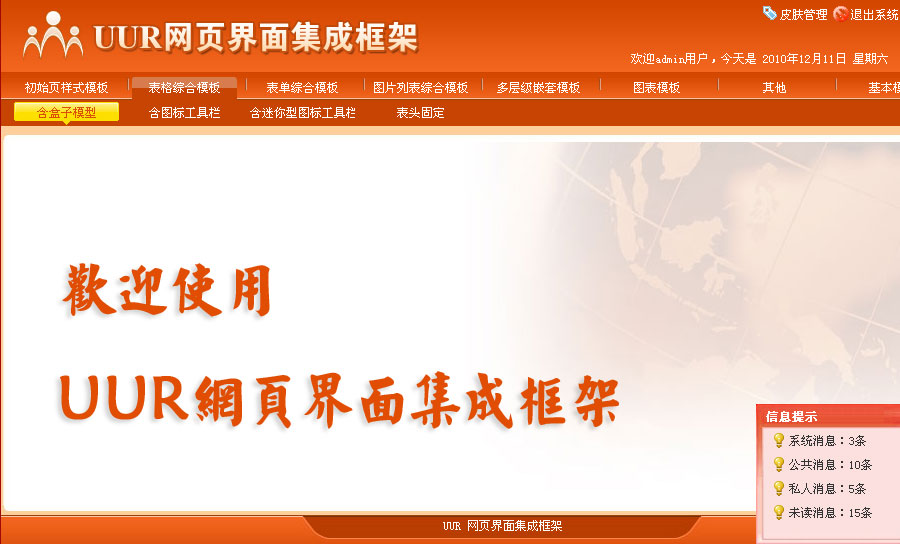 UUR网页界面集成框架
皮肤管理 退出系统
欢迎admin用户，今天是 2010年12月11日 星期六
初始页样式模板 表格综合模板 表单综合模板 图片列表综合模板 多层级嵌套模板 图表模板 其他 基本模
含盒子模型 含图标工具栏 含迷你型图标工具栏 表头固定
歡迎使用
UUR網頁界面集成框架
信息提示
系统消息：3条
公共消息：10条
私人消息：5条
未读消息：15条
UUR 网页界面集成框架